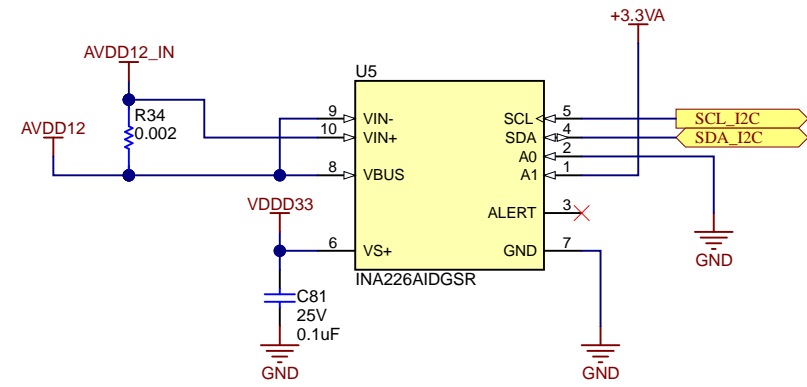 +3.3VA
AVDD12_IN
U5
R34
0.002
AVDD12
9 VIN-
10 VIN+
8 VBUS
SCL 5 SCL_I2C
SDA 4 SDA_I2C
A0 2
A1 1
VDDD33
ALERT 3
6 VS+
GND 7
GND
INA226AIDGSR
C81
25V
0.1uF
GND
GND